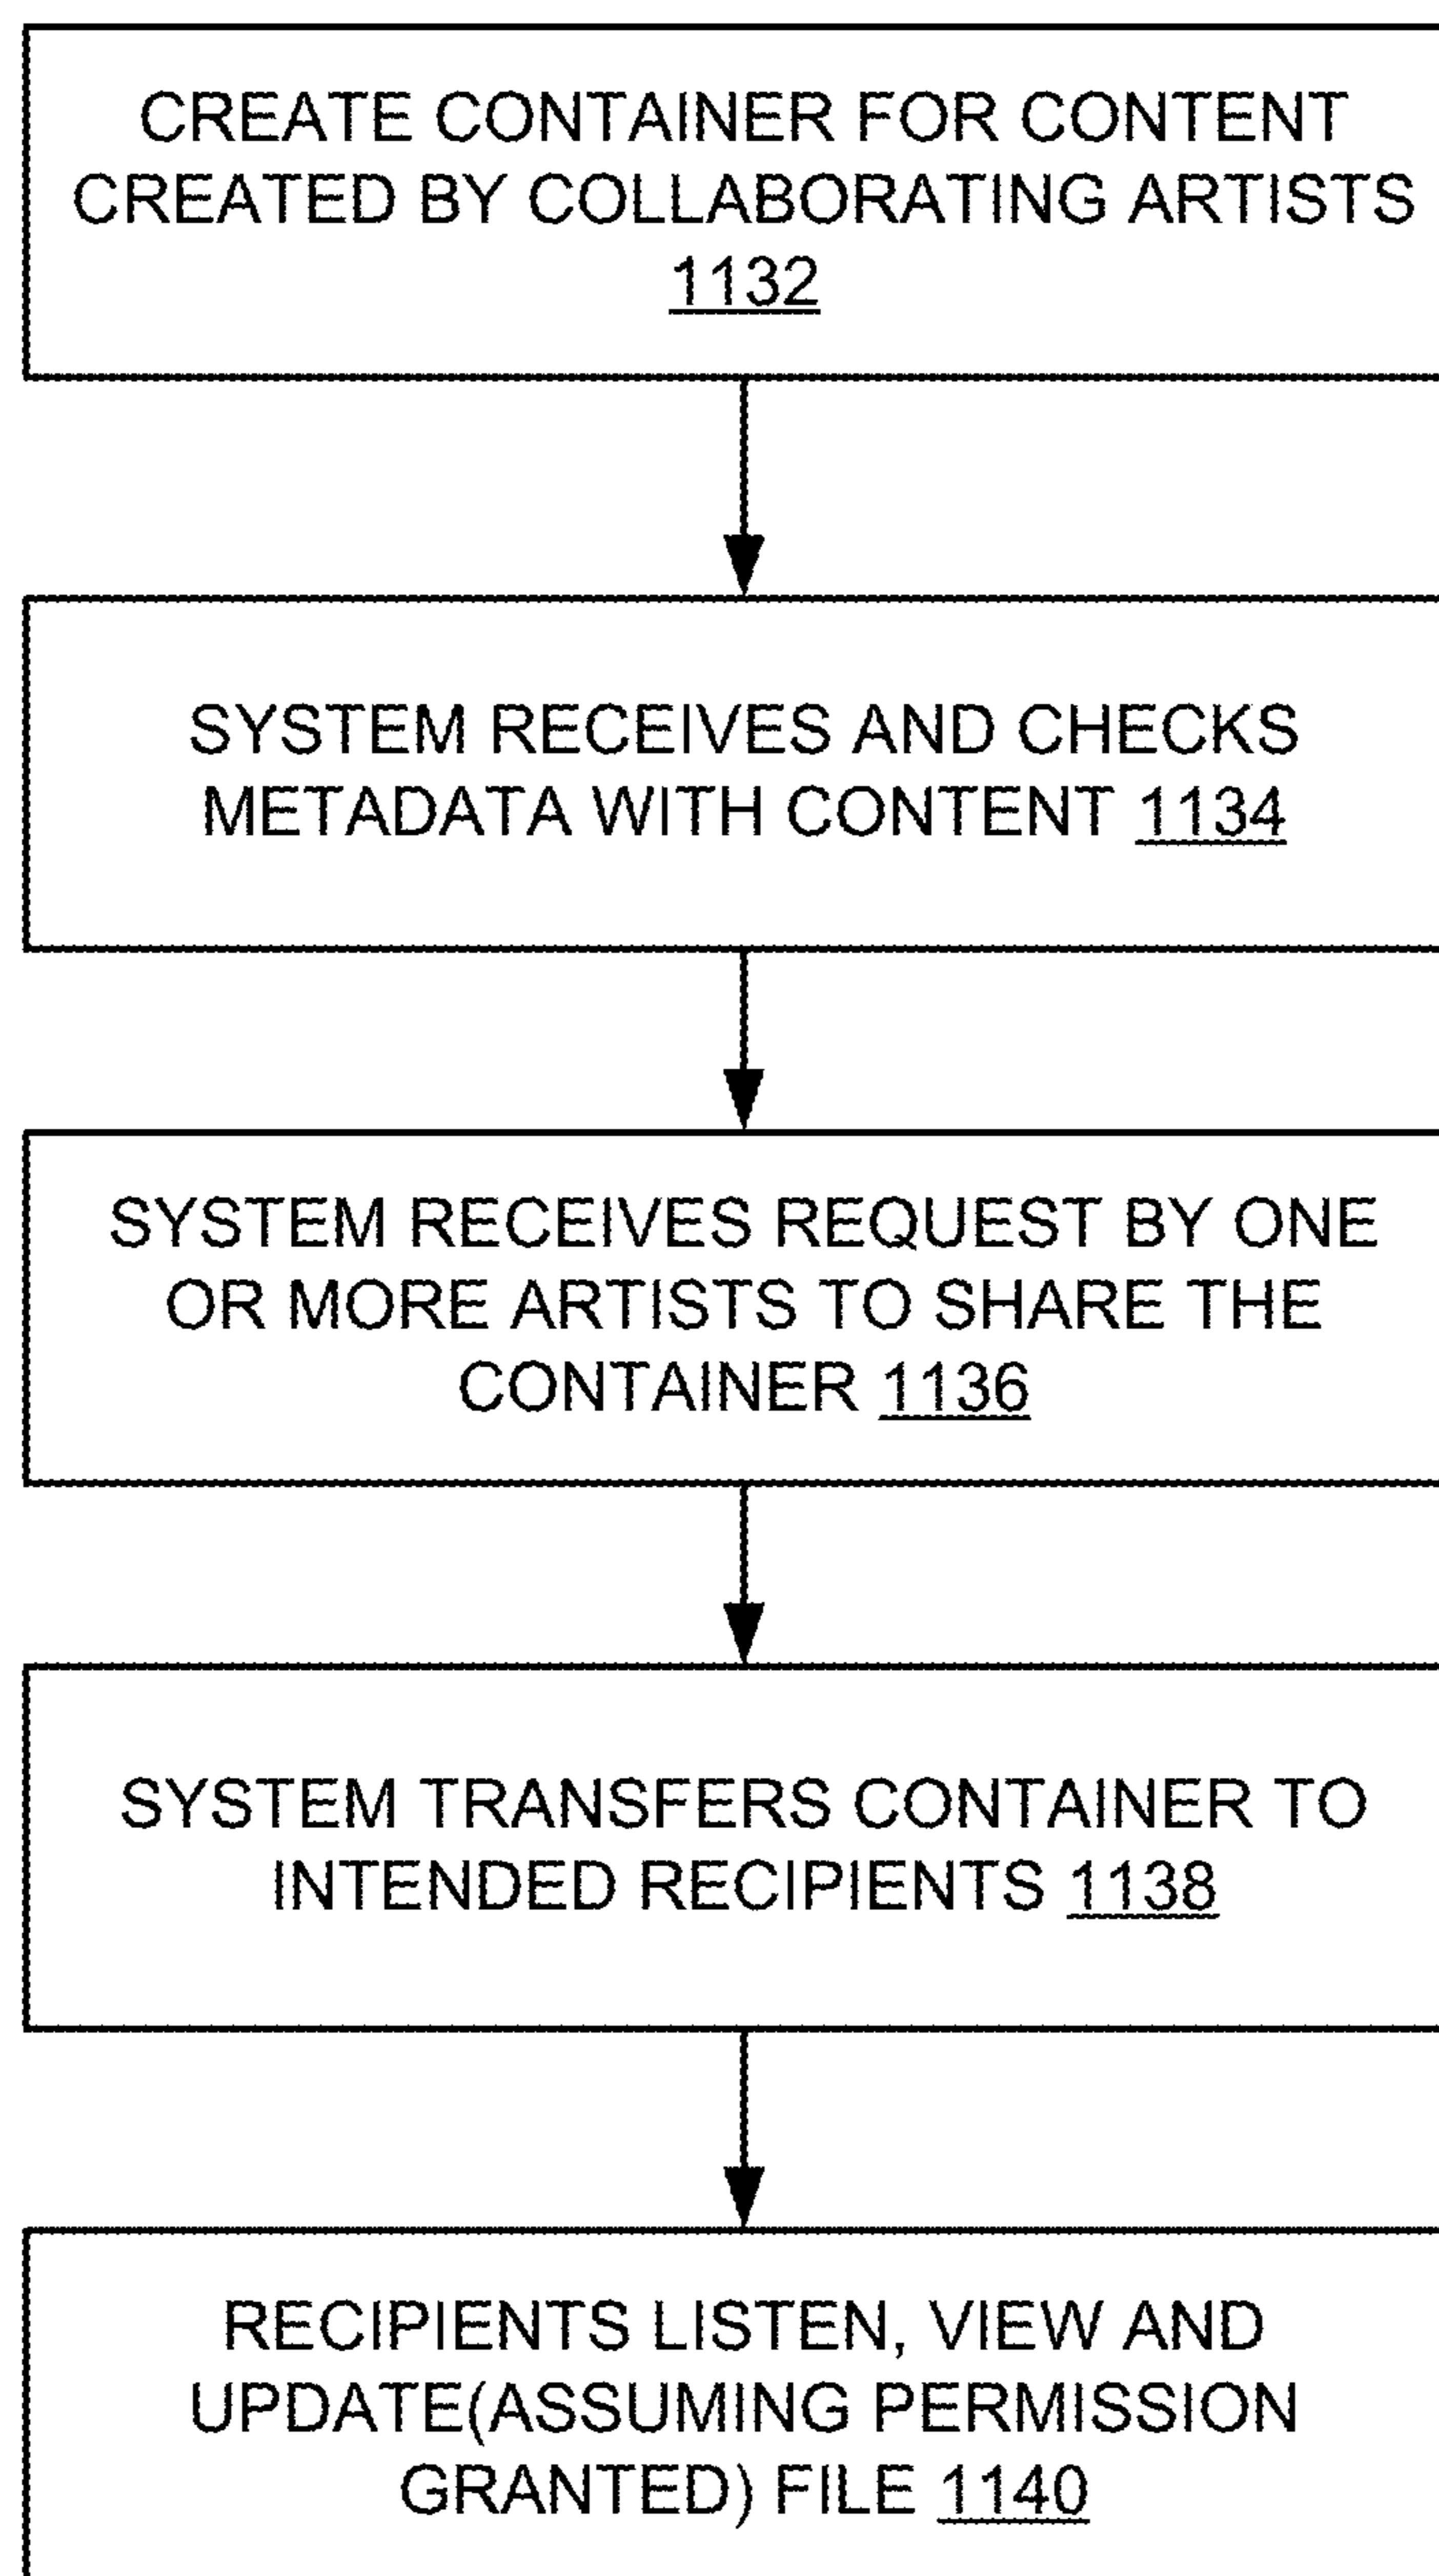 CREATE CONTAINER FOR CONTENT
CREATED BY COLLABORATING ARTISTS
1132
SYSTEM RECEIVES AND CHECKS
METADATA WITH CONTENT 1134
SYSTEM RECEIVES REQUEST BY ONE
OR MORE ARTISTS TO SHARE THE
CONTAINER 1136
SYSTEM TRANSFERS CONTAINER TO
INTENDED RECIPIENTS 1138
RECIPIENTS LISTEN, VIEW AND
UPDATE(ASSUMING PERMISSION
GRANTED) FILE 1140